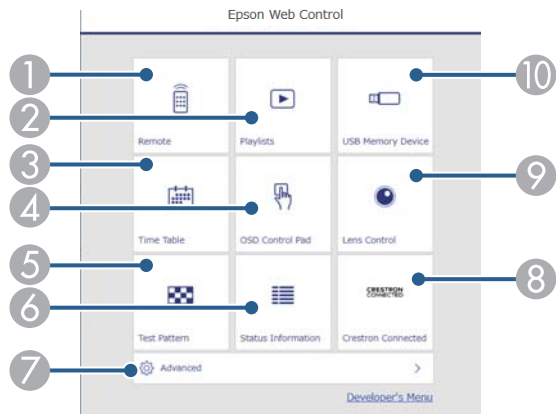 Epson Web Control
1
2
3
4
5
6
7
8
9
10
Remote
Playlists
USB Memory Device
Time Table
OSD Control Pad
Lens Control
CRESTRON
CONNECTED
Test Pattern
Status Information
Crestron Connected
Advanced
Developer's Menu